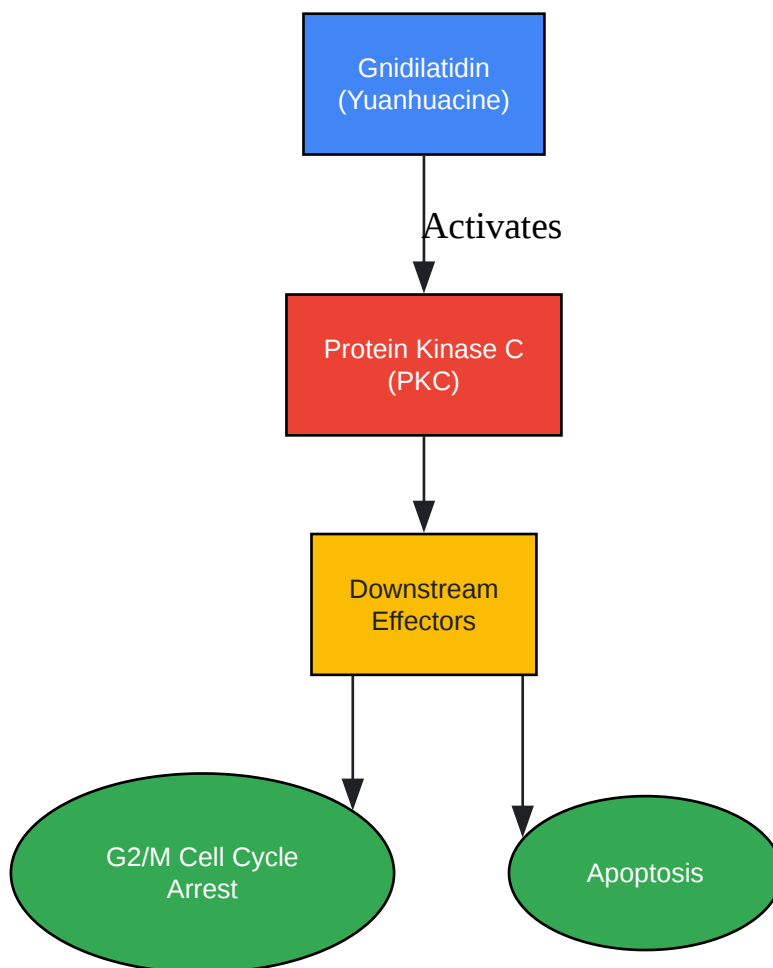 Gnidilatidin
(Yuanhuacine)
Activates
Protein Kinase C
(PKC)
Downstream
Effectors
G2/M Cell Cycle
Arrest
Apoptosis